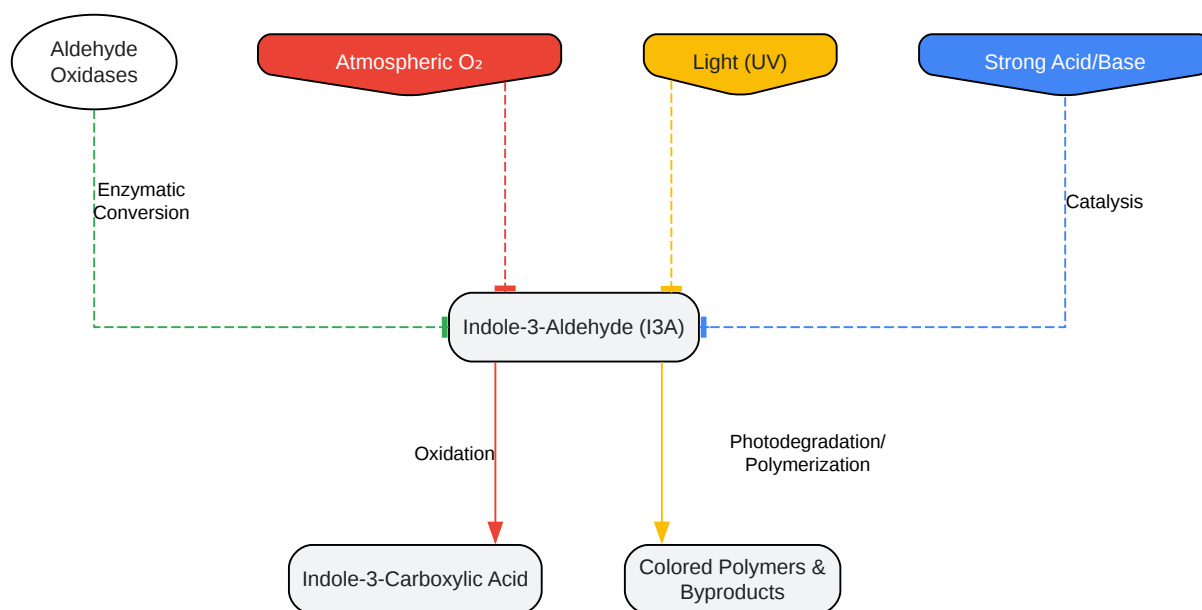 Aldehyde
Oxidases
Atmospheric O₂
Light (UV)
Strong Acid/Base
Enzymatic
Conversion
Catalysis
Indole-3-Aldehyde (I3A)
Oxidation
Photodegradation/
Polymerization
Indole-3-Carboxylic Acid
Colored Polymers &
Byproducts